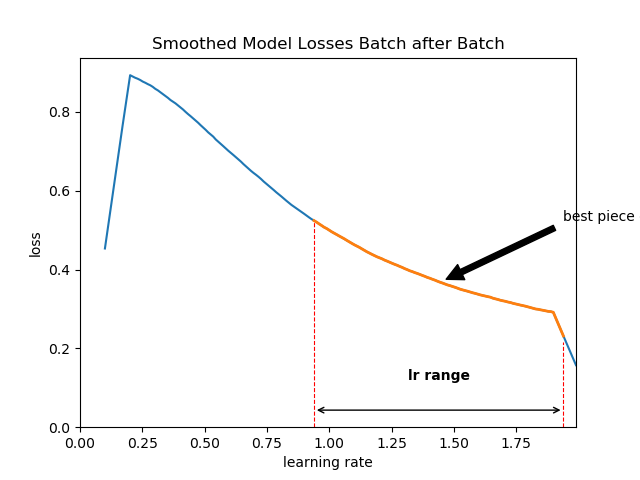 Smoothed Model Losses Batch after Batch
0.8
0.6
best piece
loss
0.4
0.2
lr range
0.0
0.00 0.25 0.50 0.75 1.00 1.25 1.50 1.75
learning rate